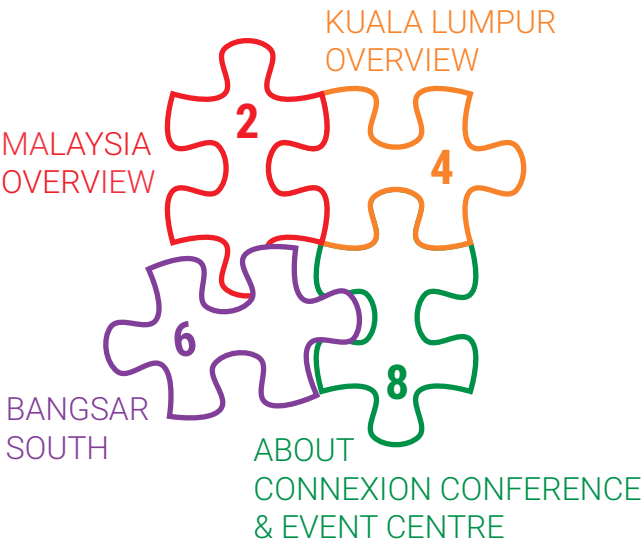 KUALA LUMPUR
OVERVIEW
2
4
MALAYSIA
OVERVIEW
6
8
BANGSAR
SOUTH
ABOUT
CONNEXION CONFERENCE
& EVENT CENTRE